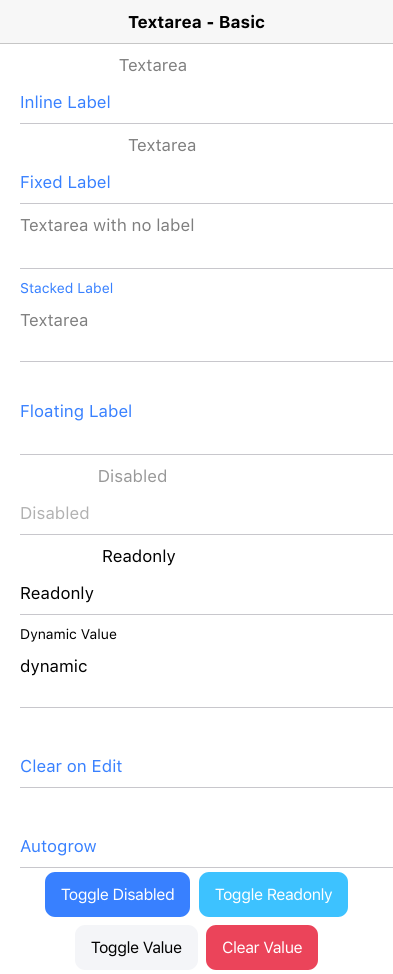 Textarea - Basic
Textarea
Inline Label
Textarea
Fixed Label
Textarea with no label
Stacked Label
Textarea
Floating Label
Disabled
Disabled
Readonly
Readonly
Dynamic Value
dynamic
Clear on Edit
Autogrow
Toggle Disabled Toggle Readonly
Toggle Value Clear Value